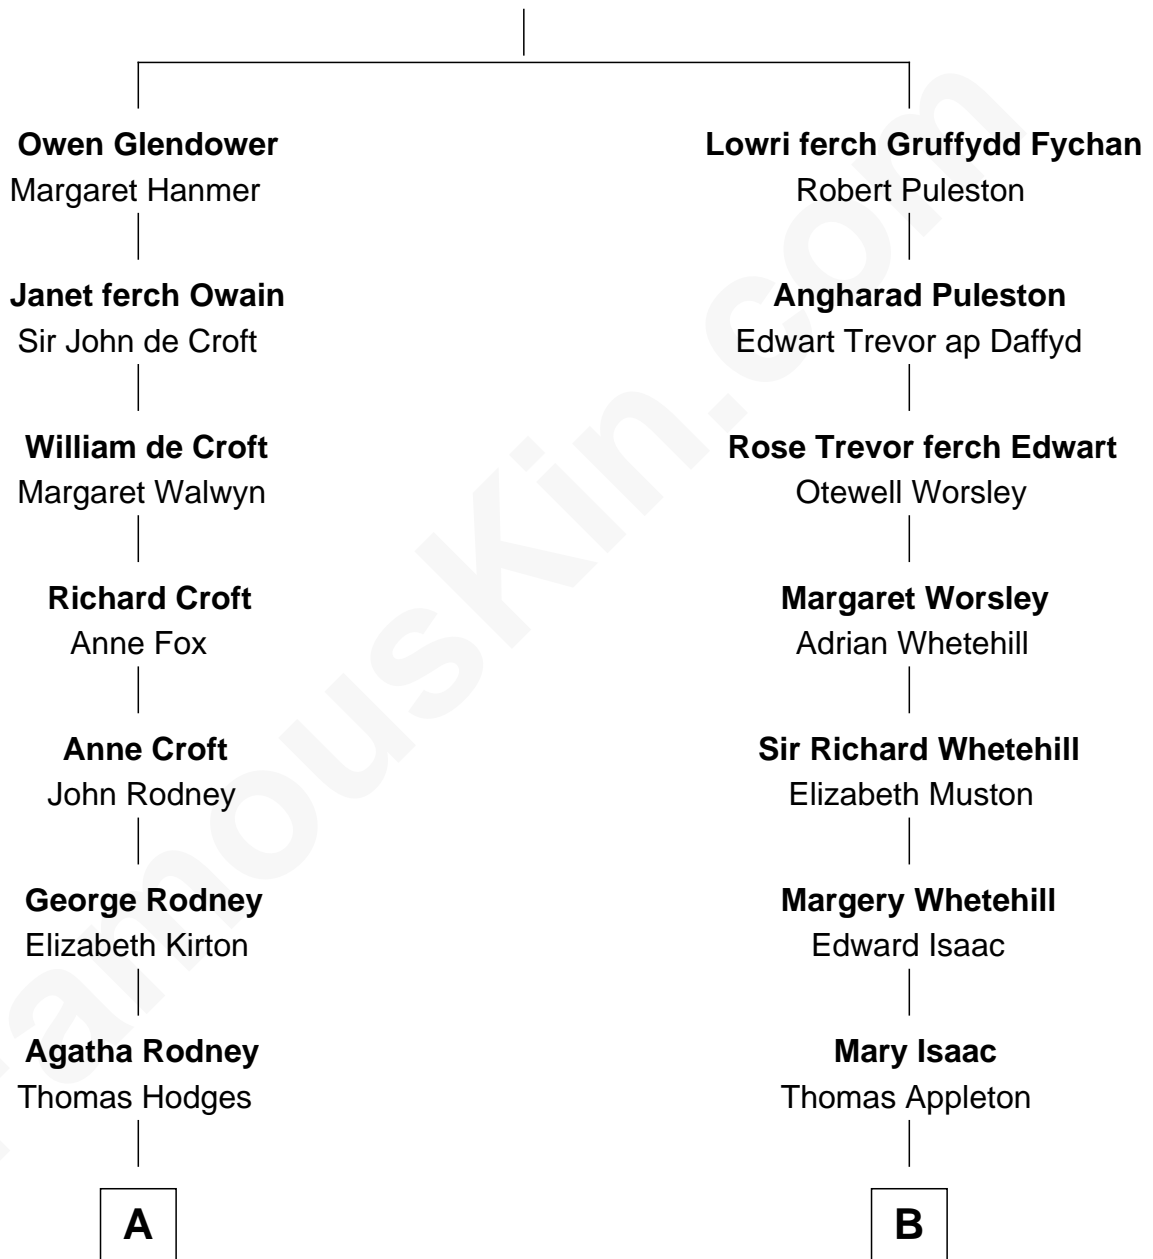 Owen Glendower
Margaret Hanmer
Janet ferch Owain
Sir John de Croft
William de Croft
Margaret Walwyn
Richard Croft
Anne Fox
Anne Croft
John Rodney
George Rodney
Elizabeth Kirton
Agatha Rodney
Thomas Hodges
A
Lowri ferch Gruffydd Fychan
Robert Puleston
Angharad Puleston
Edwart Trevor ap Daffyd
Rose Trevor ferch Edwart
Otewell Worsley
Margaret Worsley
Adrian Whetehill
Sir Richard Whetehill
Elizabeth Muston
Margery Whetehill
Edward Isaac
Mary Isaac
Thomas Appleton
B
FamousKin.com